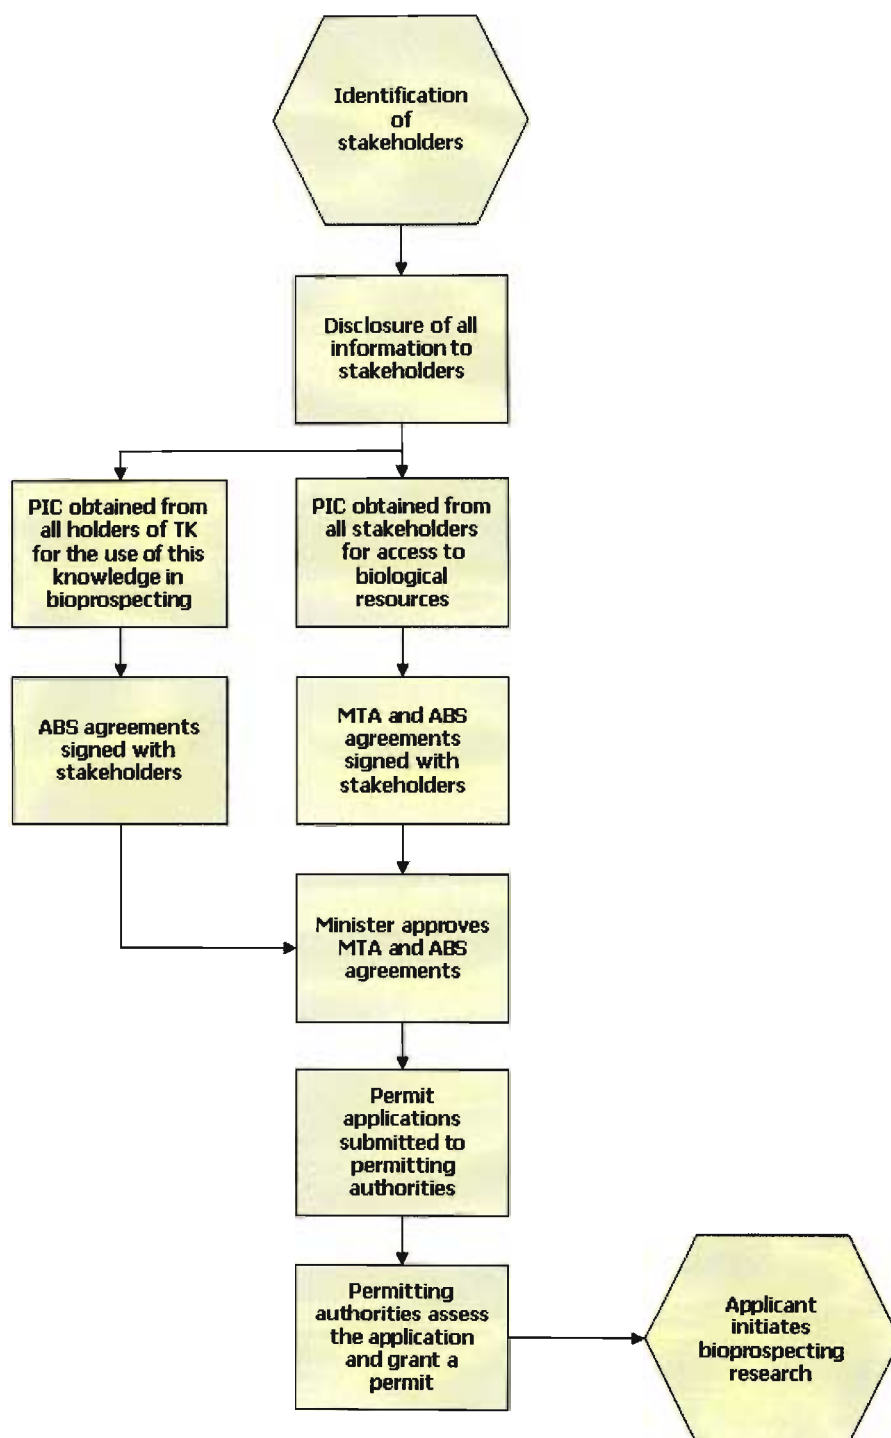 Identification
of
stakeholders
Disclosure of all
information to
stakeholders
PIC obtained from
all holders of TK
for the use of this
knowledge in
bioprospecting
PIC obtained from
all stakeholders
for access to
biological
resources
ABS agreements
signed with
stakeholders
MTA and ABS
agreements
signed with
stakeholders
Minister approves
MTA and ABS
agreements
Permit
applications
submitted to
permitting
authorities
Permitting
authorities assess
the application
and grant a
permit
Applicant
initiates
bioprospecting
research